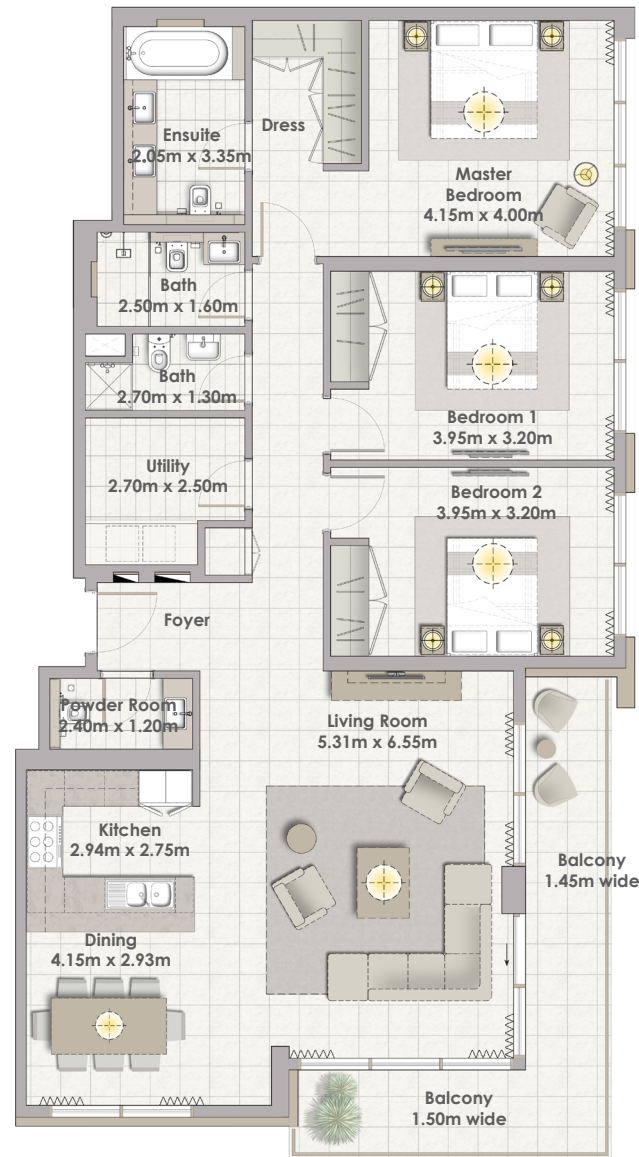 Ensuite
2.05m x 3.35m
Dress
Master
Bedroom
4.15m x 4.00m
Bath
2.50m x 1.60m
Bath
2.70m x 1.30m
Bedroom 1
3.95m x 3.20m
Utility
2.70m x 2.50m
Bedroom 2
3.95m x 3.20m
Foyer
Powder Room
2.40m x 1.20m
Living Room
5.31m x 6.55m
Kitchen
2.94m x 2.75m
Balcony
1.45m wide
Dining
4.15m x 2.93m
Balcony
1.50m wide